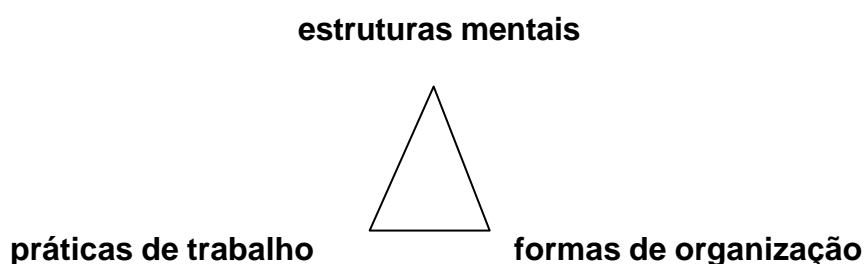 estruturas mentais
práticas de trabalho formas de organização